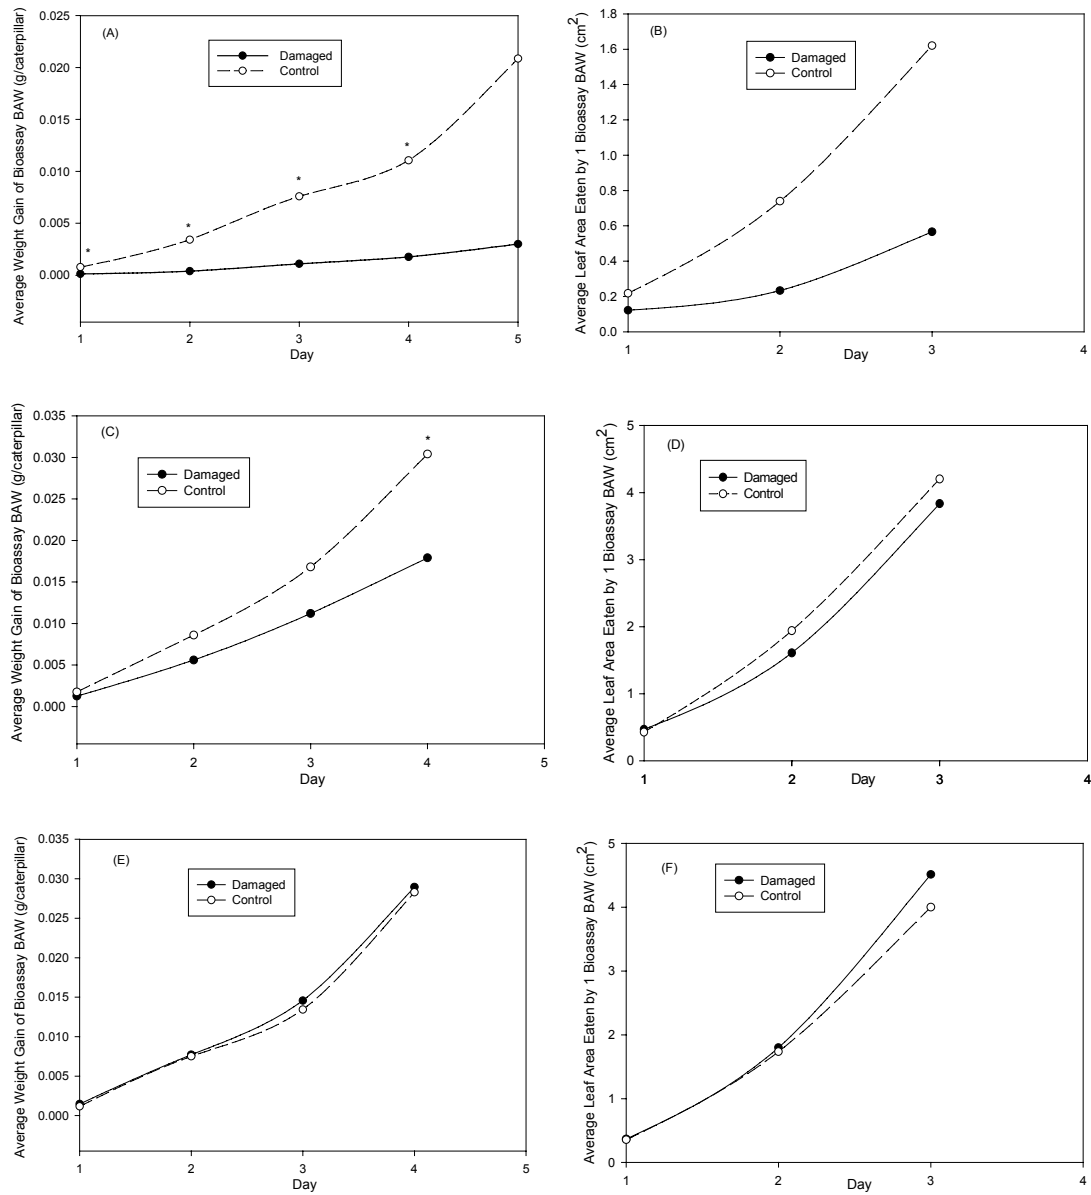 (A)
Damaged
Control
Average Weight Gain of Bioassay BAW (g/caterpillar)
0.025
0.020
0.015
0.010
0.005
0.000
*
*
*
*
1 2 3 4 5
Day
(B)
Damaged
Control
Average Leaf Area Eaten by 1 Bioassay BAW (cm2)
1.8
1.6
1.4
1.2
1.0
0.8
0.6
0.4
0.2
0.0
1 2 3 4
Day
(C)
Damaged
Control
Average Weight Gain of Bioassay BAW (g/caterpillar)
0.035
0.030
0.025
0.020
0.015
0.010
0.005
0.000
*
1 2 3 4 5
Day
(D)
Damaged
Control
Average Leaf Area Eaten by 1 Bioassay BAW (cm2)
5
4
3
2
1
0
1 2 3 4
Day
(E)
Damaged
Control
Average Weight Gain of Bioassay BAW (g/caterpillar)
0.035
0.030
0.025
0.020
0.015
0.010
0.005
0.000
1 2 3 4 5
Day
(F)
Damaged
Control
Average Leaf Area Eaten by 1 Bioassay BAW (cm2)
5
4
3
2
1
0
1 2 3 4
Day